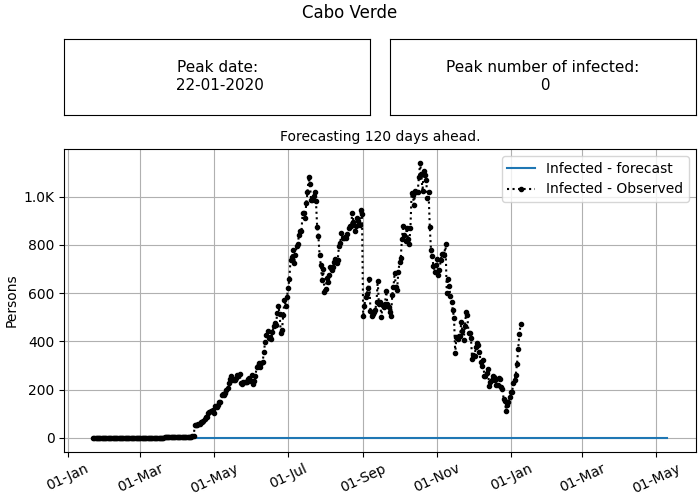 Cabo Verde
Peak date:
22-01-2020
Peak number of infected:
0
Forecasting 120 days ahead.
Infected - forecast
Infected - Observed
Persons
1.0K
800
600
400
200
0
01-Jan
01-Mar
01-May
01-Jul
01-Sep
01-Nov
01-Jan
01-Mar
01-May